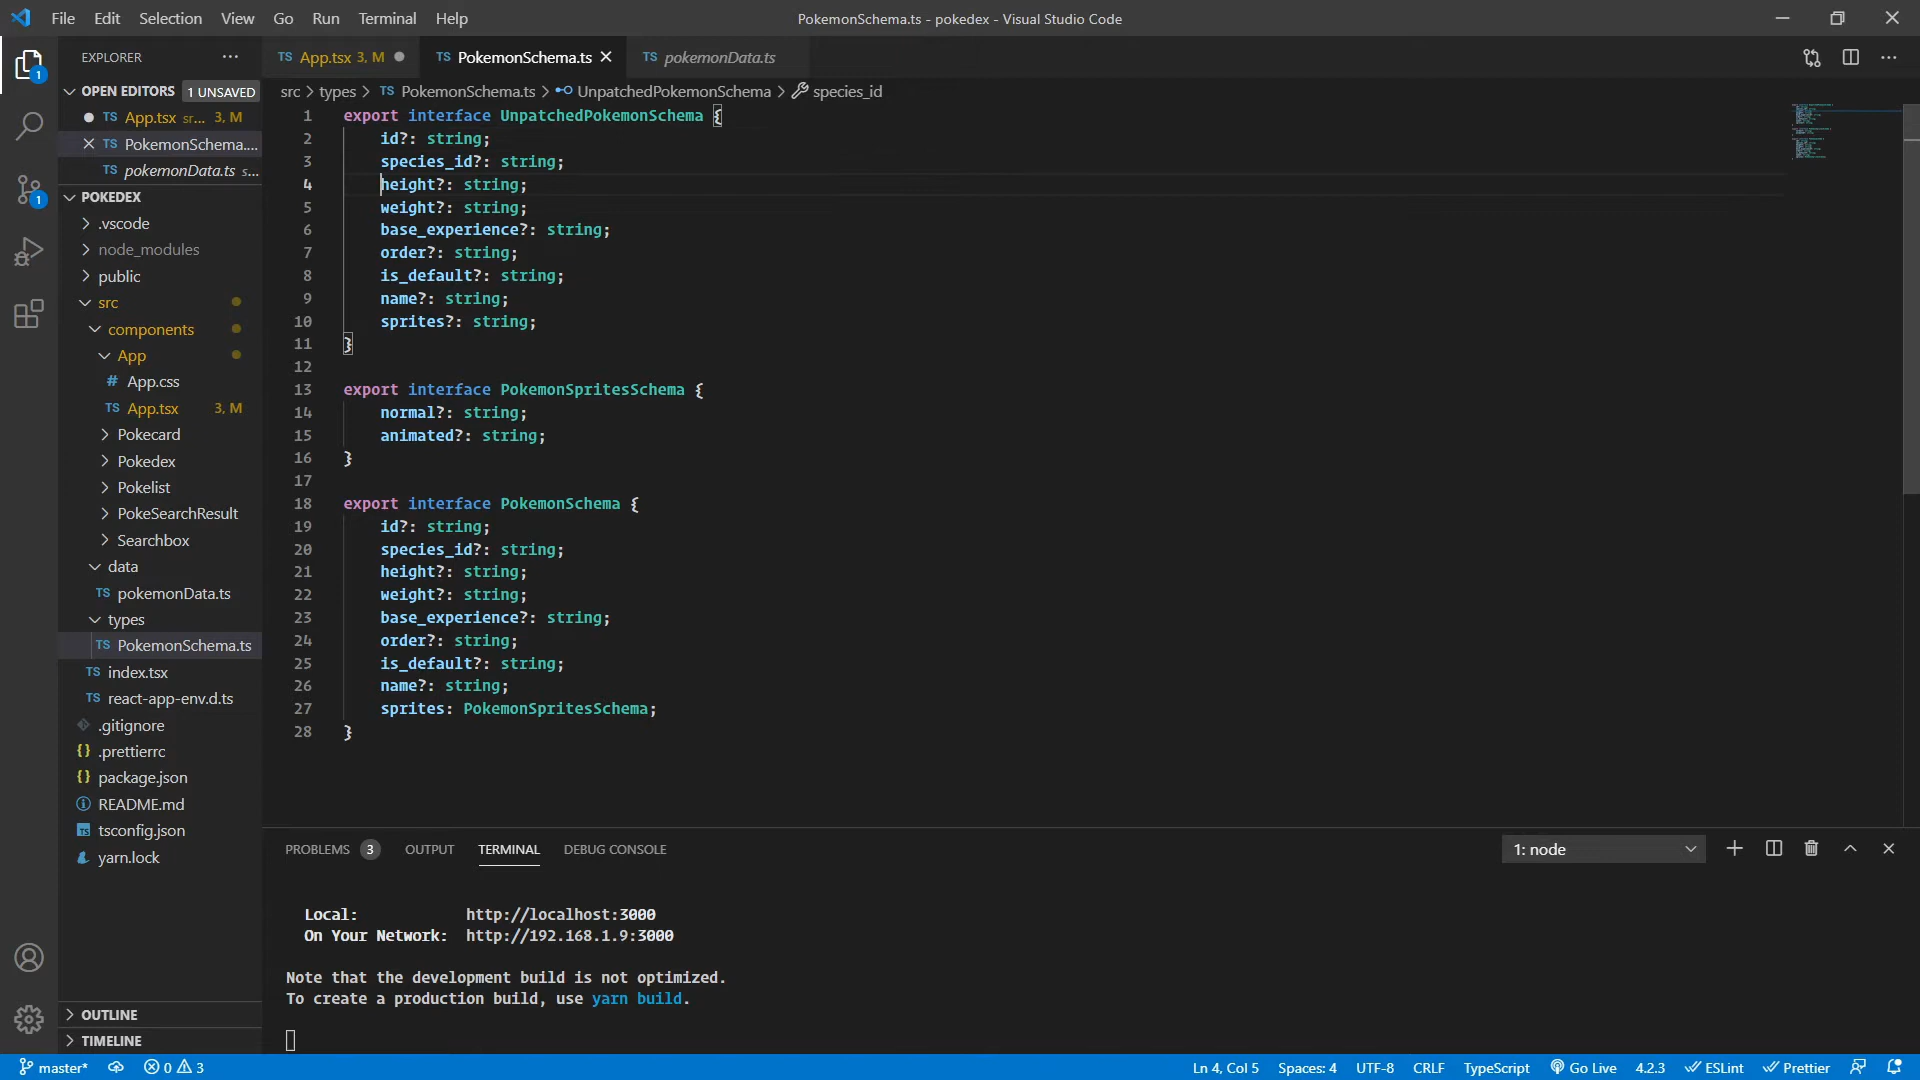 File Edit Selection View Go Run Terminal Help
PokemonSchema.ts - pokedex - Visual Studio Code
EXPLORER
TS App.tsx 3, M
TS PokemonSchema.ts
TS pokemonData.ts
OPEN EDITORS 1 UNSAVED
TS App.tsx sr... 3, M
TS PokemonSchema....
TS pokemonData.ts s...
POKEDEX
.vscode
node_modules
public
src
components
App
# App.css
TS App.tsx 3, M
Pokecard
Pokedex
Pokelist
PokeSearchResult
Searchbox
data
TS pokemonData.ts
types
TS PokemonSchema.ts
TS index.tsx
TS react-app-env.d.ts
.gitignore
{} .prettierrc
{} package.json
README.md
TS tsconfig.json
yarn.lock
OUTLINE
TIMELINE
1
1
src > types > TS PokemonSchema.ts > UnpatchedPokemonSchema > species_id
1 export interface UnpatchedPokemonSchema {
2 id?: string;
3 species_id?: string;
4 height?: string;
5 weight?: string;
6 base_experience?: string;
7 order?: string;
8 is_default?: string;
9 name?: string;
10 sprites?: string;
11 }
12
13 export interface PokemonSpritesSchema {
14 normal?: string;
15 animated?: string;
16 }
17
18 export interface PokemonSchema {
19 id?: string;
20 species_id?: string;
21 height?: string;
22 weight?: string;
23 base_experience?: string;
24 order?: string;
25 is_default?: string;
26 name?: string;
27 sprites: PokemonSpritesSchema;
28 }
PROBLEMS 3 OUTPUT TERMINAL DEBUG CONSOLE
1: node
Local: http://localhost:3000
On Your Network: http://192.168.1.9:3000
Note that the development build is not optimized.
To create a production build, use yarn build.
master* 0 3
Ln 4, Col 5 Spaces: 4 UTF-8 CRLF TypeScript Go Live 4.2.3 ESLint Prettier